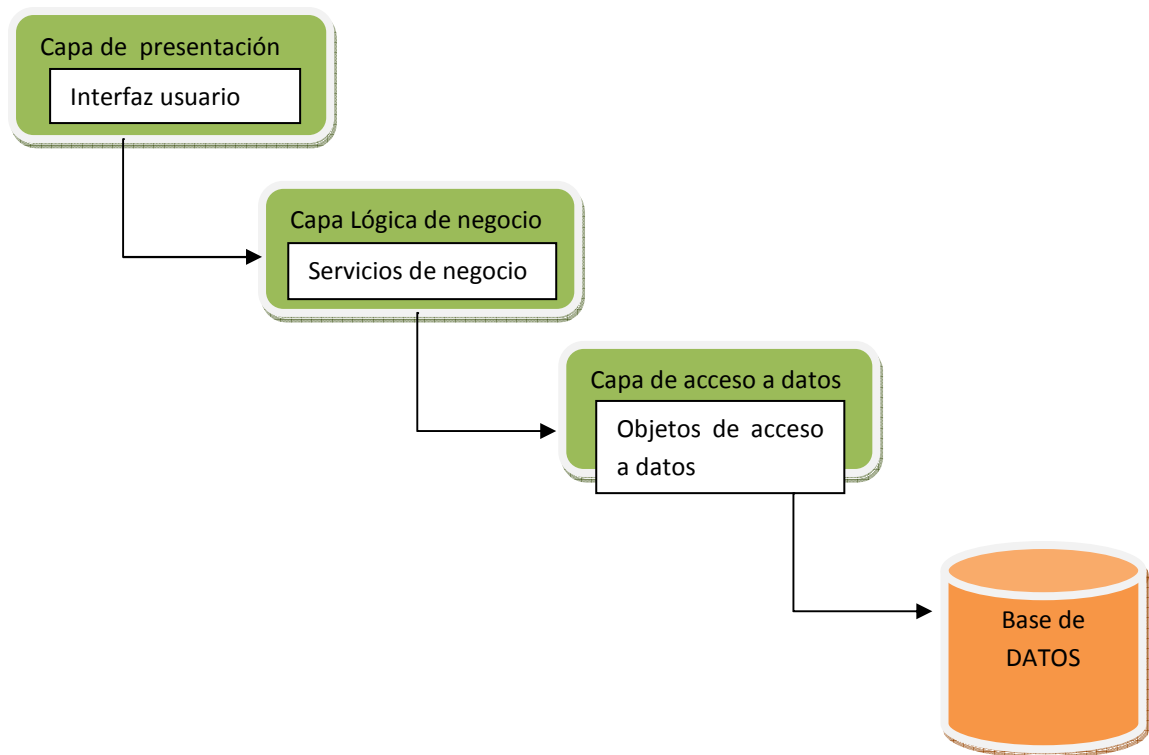 Capa de presentación
Interfaz usuario
Capa Lógica de negocio
Servicios de negocio
Capa de acceso a datos
Objetos de acceso
a datos
Base de
DATOS